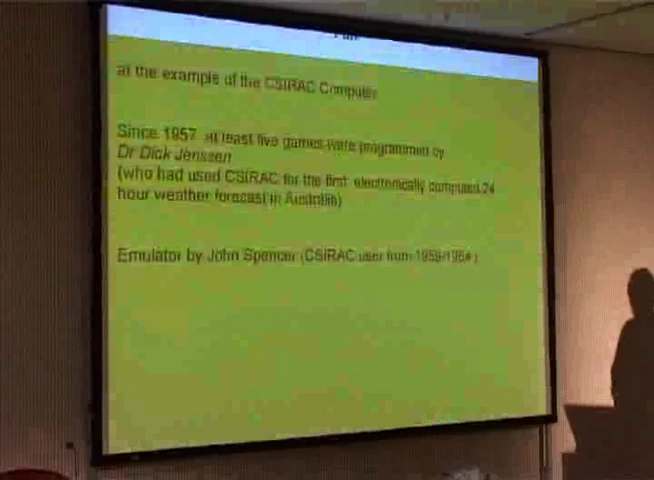 at the example of the CSIRAC Computer
Since 1957 at least five games were programmed by
Dr Dick Jenssen
(who had used CSIRAC for the first electronically computed 24
hour weather forecast in Australia)
Emulator by John Spencer (CSIRAC user from